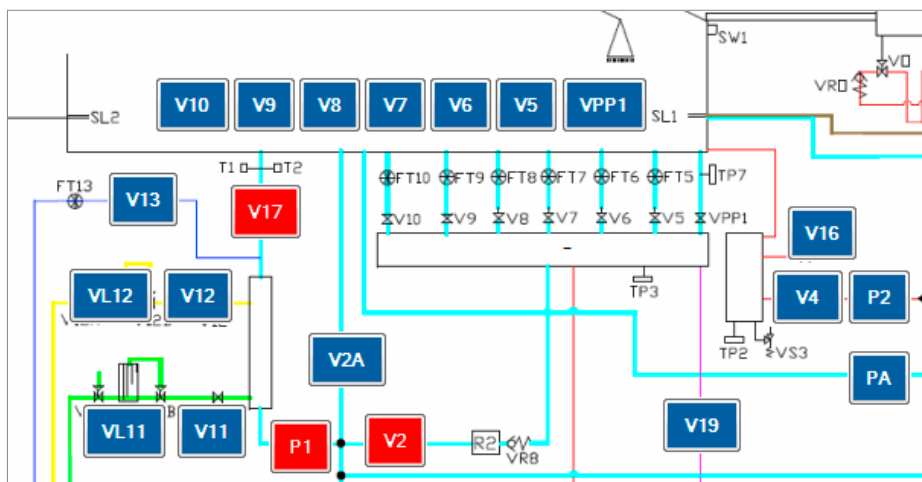 SW1
V
VR
V10 V9 V8 V7 V6 V5 VPP1
SL2
SL1
T1 T2
FT13
V13
V17
FT10 FT9 FT8 FT7 FT6 FT5 TP7
V10 V9 V8 V7 V6 V5 VPP1
V16
TP3
VL12 V12
V4 P2
TP2 VS3
V2A
PA
VL11 B V11
P1 V2 R2 VRB
V19